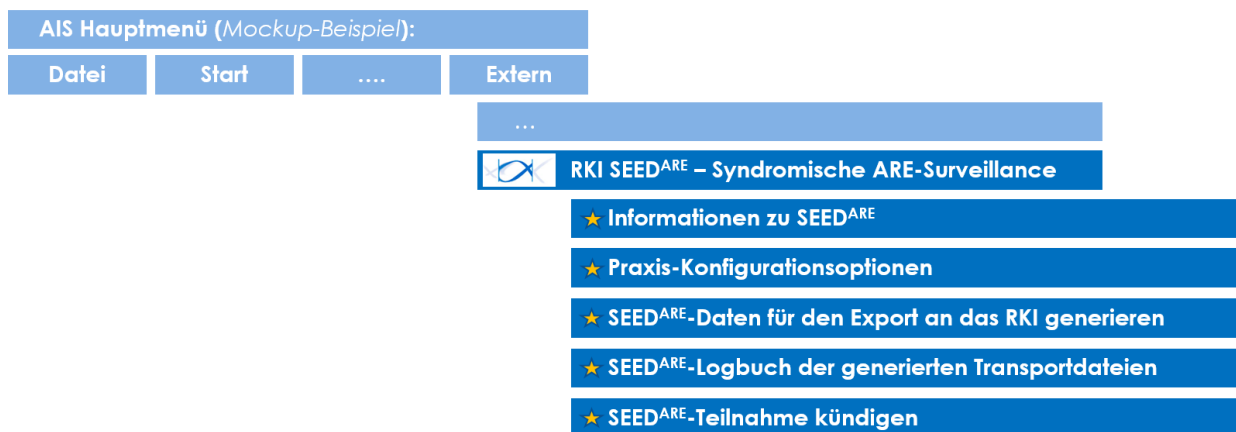 AIS Hauptmenü (Mockup-Beispiel):
Datei Start .... Extern
...
RKI SEEDᴬᴿᴱ – Syndromische ARE-Surveillance
Informationen zu SEEDᴬᴿᴱ
Praxis-Konfigurationsoptionen
SEEDᴬᴿᴱ-Daten für den Export an das RKI generieren
SEEDᴬᴿᴱ-Logbuch der generierten Transportdateien
SEEDᴬᴿᴱ-Teilnahme kündigen